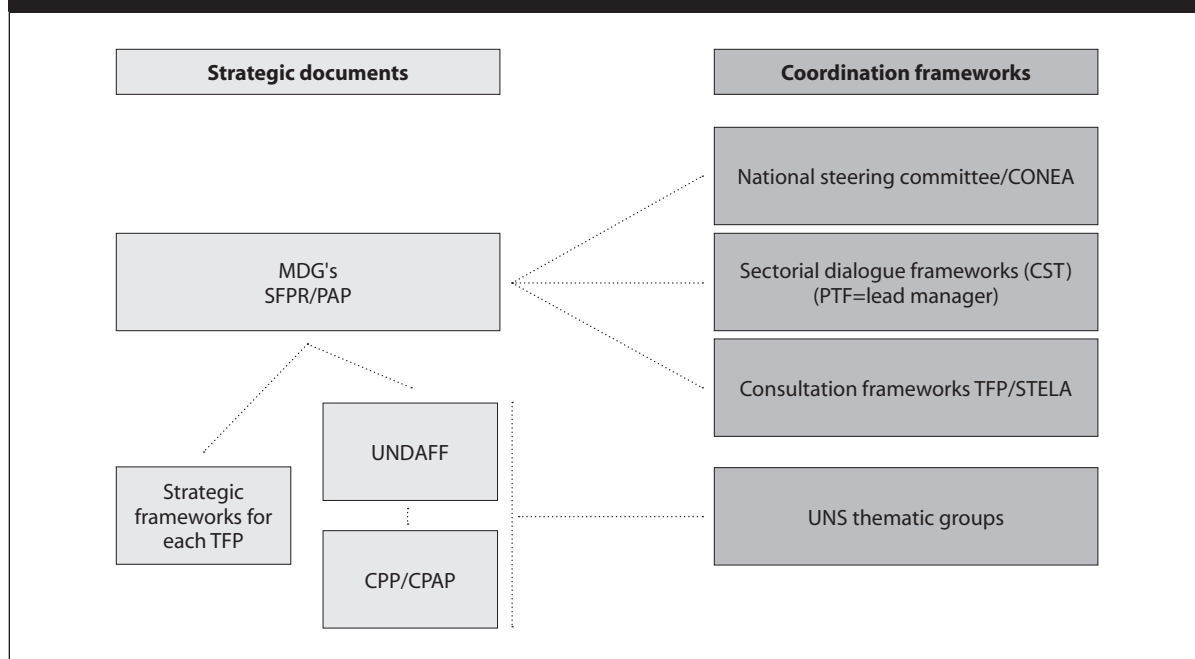 Strategic documents
Coordination frameworks
National steering committee/CONEA
MDG's
SFPR/PAP
Sectorial dialogue frameworks (CST)
(PTF=lead manager)
Consultation frameworks TFP/STELA
UNDAFF
Strategic
frameworks for
each TFP
UNS thematic groups
CPP/CPAP